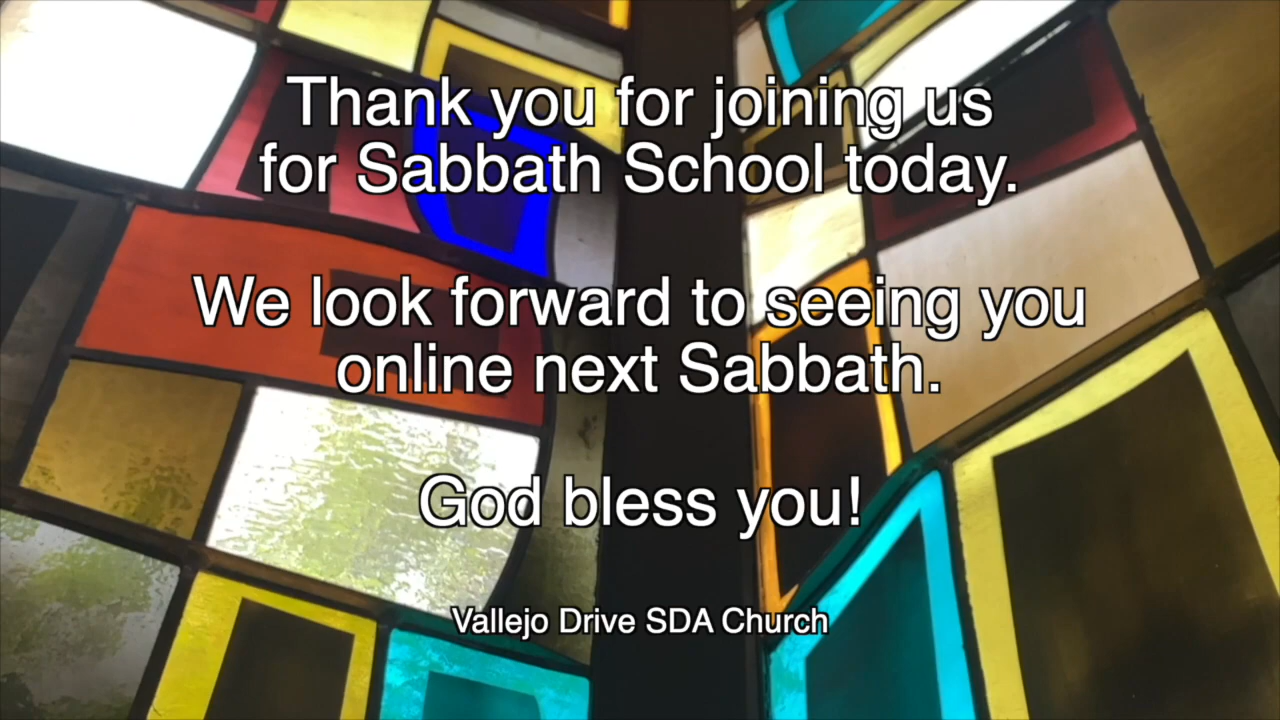 Thank you for joining us
for Sabbath School today.
We look forward to seeing you
online next Sabbath.
God bless you!
Vallejo Drive SDA Church